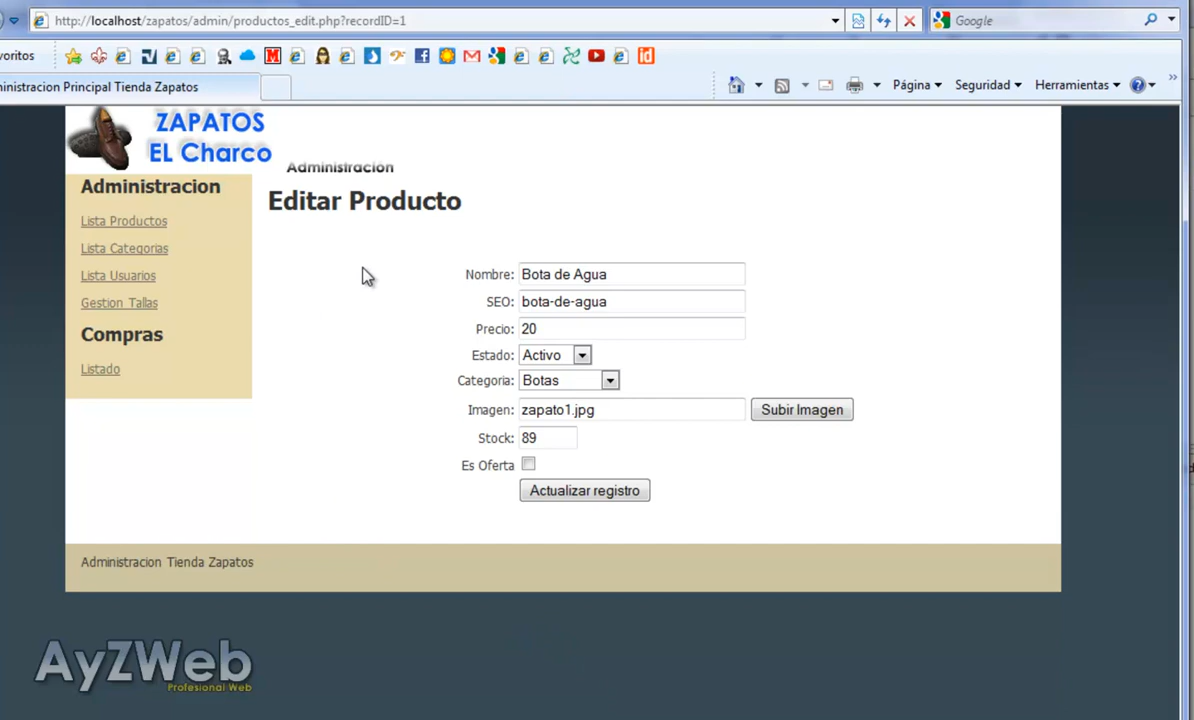 http://localhost/zapatos/admin/productos_edit.php?recordID=1
Google
voritos
M
id
ninistracion Principal Tienda Zapatos
Página
Seguridad
Herramientas
ZAPATOS
EL Charco
Administracion
Administracion
Editar Producto
Lista Productos
Lista Categorias
Lista Usuarios
Gestion Tallas
Compras
Listado
Nombre: Bota de Agua
SEO: bota-de-agua
Precio: 20
Estado: Activo
Categoria: Botas
Imagen: zapato1.jpg Subir Imagen
Stock: 89
Es Oferta
Actualizar registro
Administracion Tienda Zapatos
AyZWeb
Profesional Web